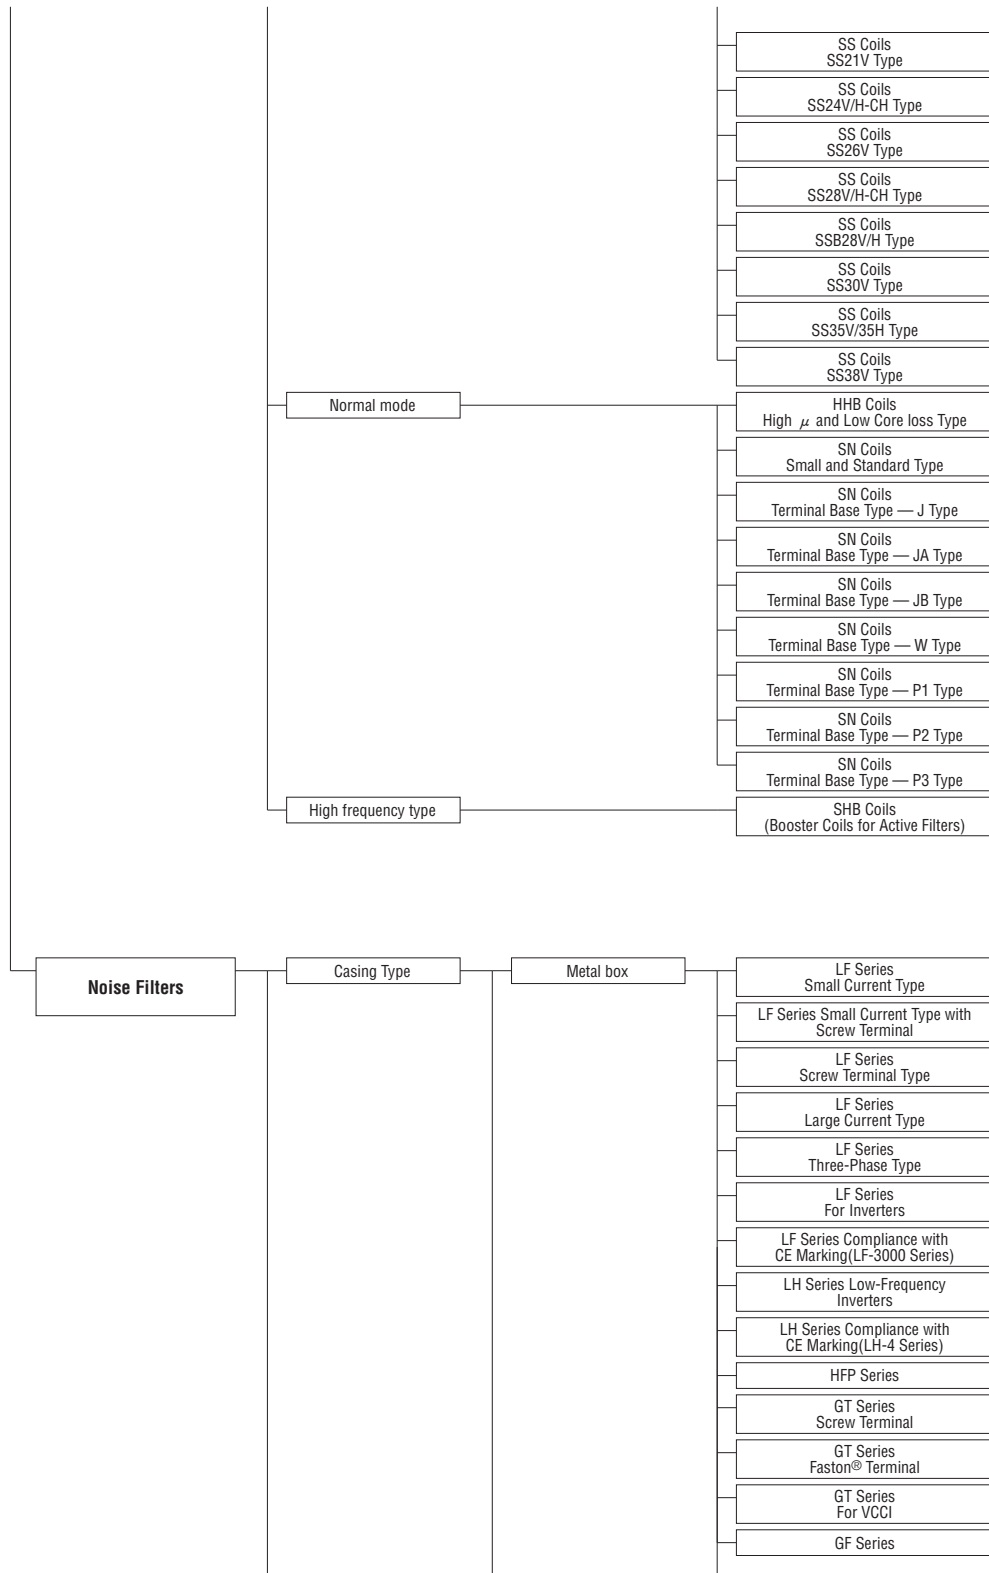 SS Coils
SS21V Type
SS Coils
SS24V/H-CH Type
SS Coils
SS26V Type
SS Coils
SS28V/H-CH Type
SS Coils
SSB28V/H Type
SS Coils
SS30V Type
SS Coils
SS35V/35H Type
SS Coils
SS38V Type
Normal mode
HHB Coils
High μ and Low Core loss Type
SN Coils
Small and Standard Type
SN Coils
Terminal Base Type — J Type
SN Coils
Terminal Base Type — JA Type
SN Coils
Terminal Base Type — JB Type
SN Coils
Terminal Base Type — W Type
SN Coils
Terminal Base Type — P1 Type
SN Coils
Terminal Base Type — P2 Type
SN Coils
Terminal Base Type — P3 Type
High frequency type
SHB Coils
(Booster Coils for Active Filters)
Noise Filters
Casing Type
Metal box
LF Series
Small Current Type
LF Series Small Current Type with
Screw Terminal
LF Series
Screw Terminal Type
LF Series
Large Current Type
LF Series
Three-Phase Type
LF Series
For Inverters
LF Series Compliance with
CE Marking(LF-3000 Series)
LH Series Low-Frequency
Inverters
LH Series Compliance with
CE Marking(LH-4 Series)
HFP Series
GT Series
Screw Terminal
GT Series
Faston® Terminal
GT Series
For VCCI
GF Series